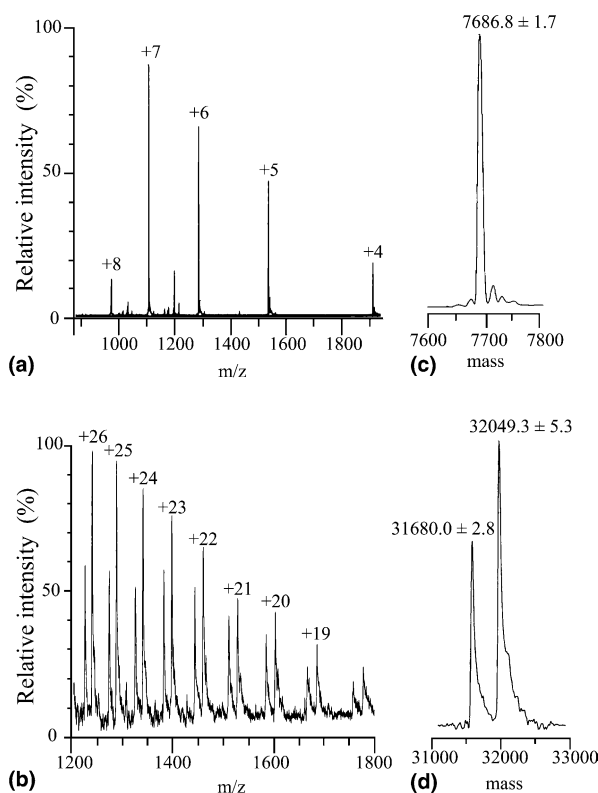 100
50
0
Relative intensity (%)
+8
+7
+6
+5
+4
1000 1200 1400 1600 1800
m/z
(a)
7686.8 ± 1.7
7600 7700 7800
mass
(c)
100
50
0
Relative intensity (%)
+26
+25
+24
+23
+22
+21
+20
+19
1200 1400 1600 1800
m/z
(b)
32049.3 ± 5.3
31680.0 ± 2.8
31000 32000 33000
mass
(d)